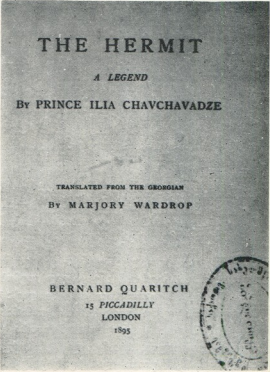 THE HERMIT
A LEGEND
BY PRINCE ILIA CHAVCHAVADZE
TRANSLATED FROM THE GEORGIAN
BY MARJORY WARDROP
BERNARD QUARITCH
15 PICCADILLY
LONDON
1895